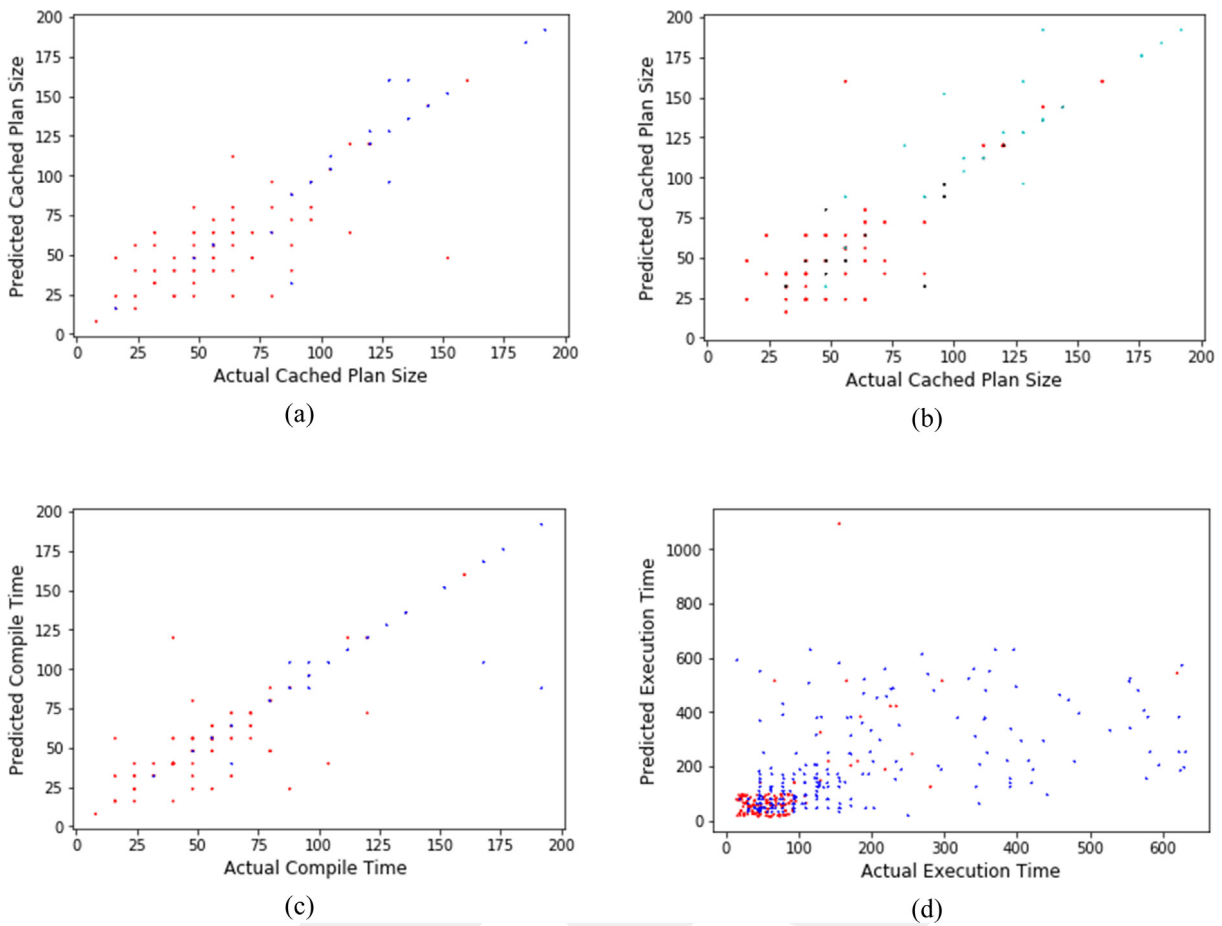 200
175
150
125
100
75
50
25
0
Predicted Cached Plan Size
0 25 50 75 100 125 150 175 200
Actual Cached Plan Size
(a)
200
175
150
125
100
75
50
25
0
Predicted Cached Plan Size
0 25 50 75 100 125 150 175 200
Actual Cached Plan Size
(b)
200
175
150
125
100
75
50
25
0
Predicted Compile Time
0 25 50 75 100 125 150 175 200
Actual Compile Time
(c)
1000
800
600
400
200
0
Predicted Execution Time
0 100 200 300 400 500 600
Actual Execution Time
(d)